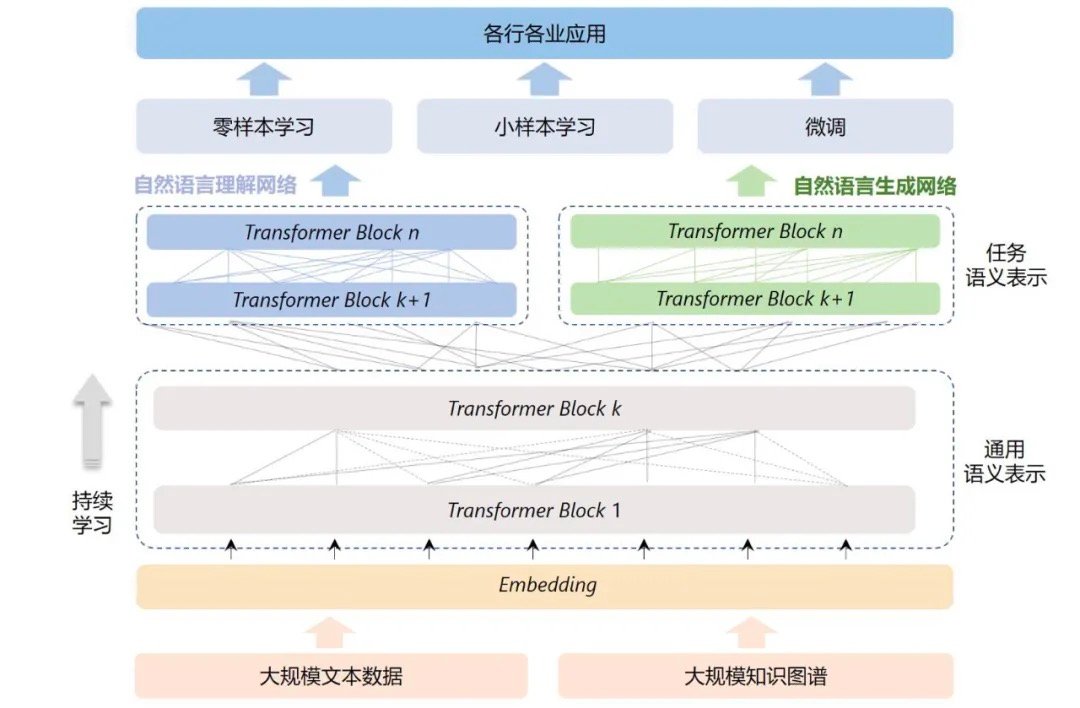 各行各业应用
零样本学习
小样本学习
微调
自然语言理解网络
自然语言生成网络
Transformer Block n
Transformer Block n
Transformer Block k+1
Transformer Block k+1
任务
语义表示
Transformer Block k
Transformer Block 1
通用
语义表示
持续
学习
Embedding
大规模文本数据
大规模知识图谱